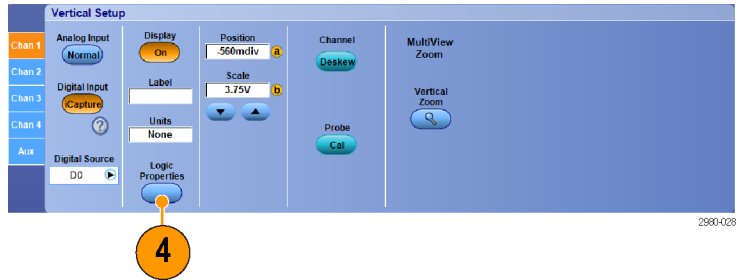 Vertical Setup
Chan 1
Chan 2
Chan 3
Chan 4
Aux
Analog Input
Normal
Digital Input
iCapture
?
Digital Source
D0
Display
On
Label
Units
None
Logic
Properties
Position
-560mdiv
a
Scale
3.75V
b
Channel
Deskew
Probe
Cal
MultiView
Zoom
Vertical
Zoom
2980-028
4